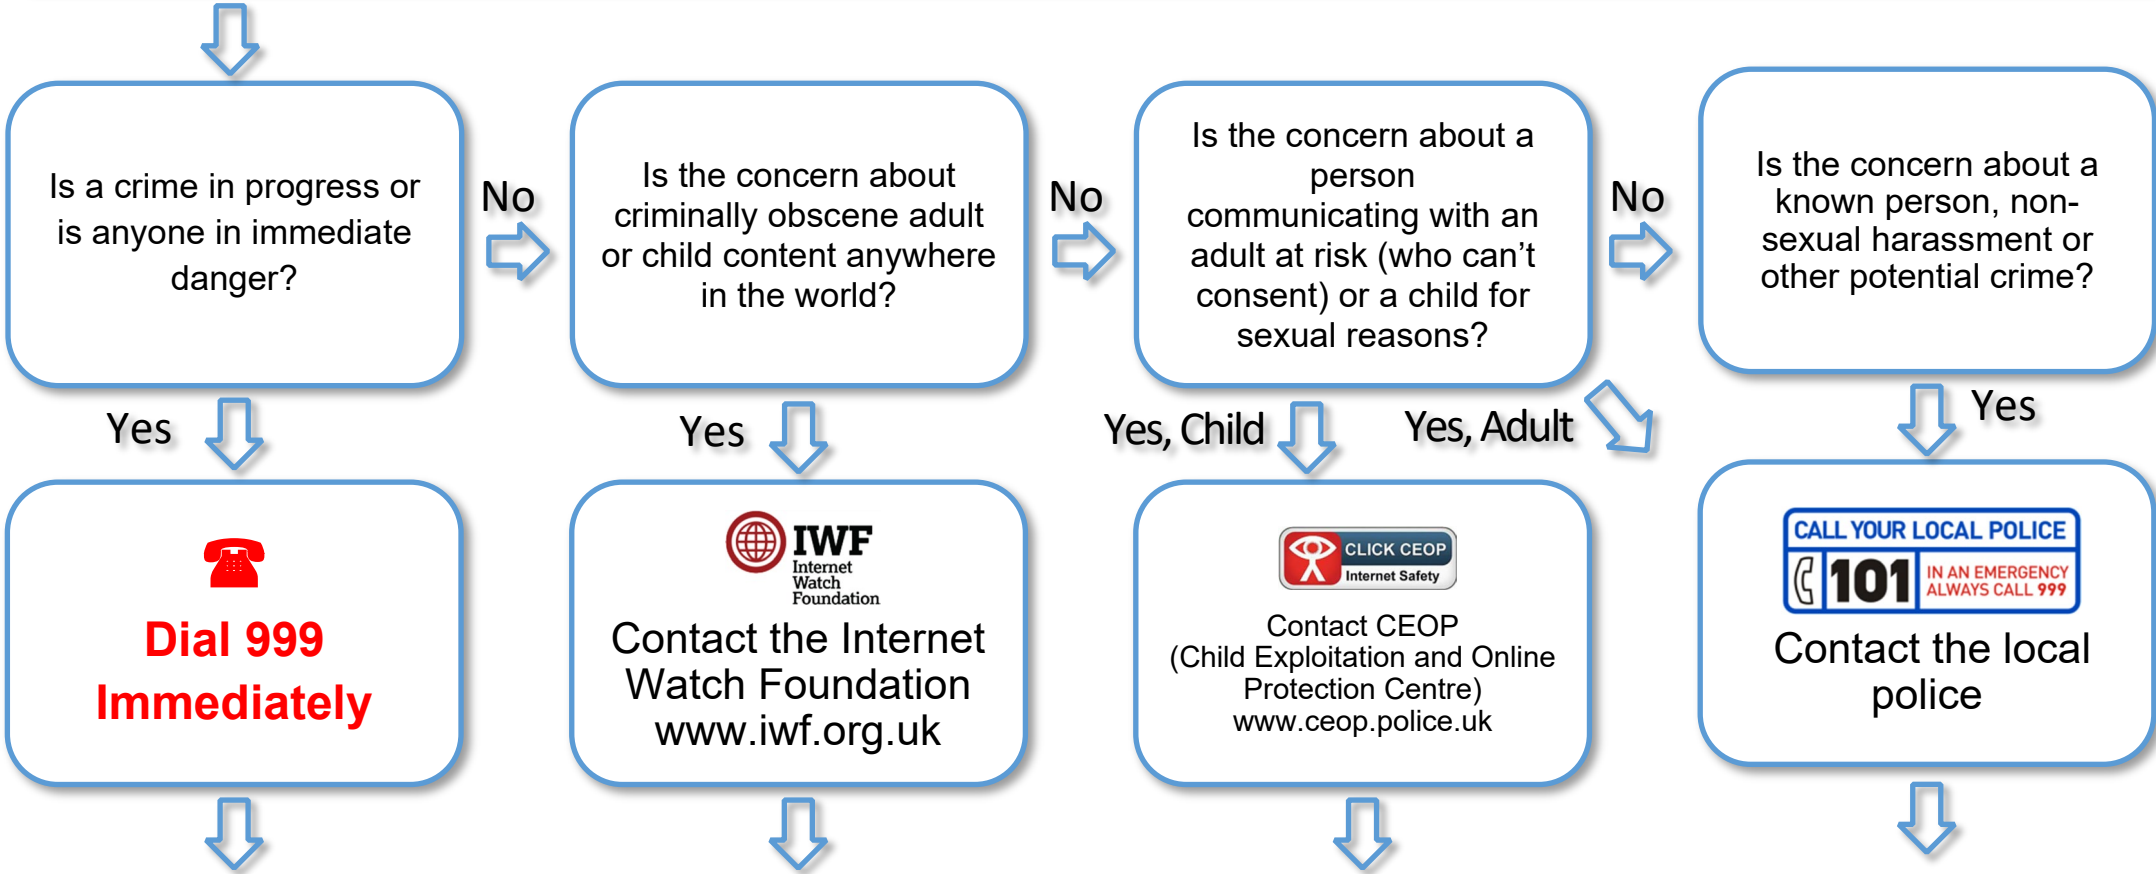 Is a crime in progress or
is anyone in immediate
danger?
No
Is the concern about
criminally obscene adult
or child content anywhere
in the world?
No
Is the concern about a
person
communicating with an
adult at risk (who can’t
consent) or a child for
sexual reasons?
No
Is the concern about a
known person, non-
sexual harassment or
other potential crime?
Yes
Yes
Yes, Child
Yes, Adult
Yes
Dial 999
Immediately
IWF
Internet
Watch
Foundation
Contact the Internet
Watch Foundation
www.iwf.org.uk
CLICK CEOP
Internet Safety
Contact CEOP
(Child Exploitation and Online
Protection Centre)
www.ceop.police.uk
CALL YOUR LOCAL POLICE
101
IN AN EMERGENCY
ALWAYS CALL 999
Contact the local
police